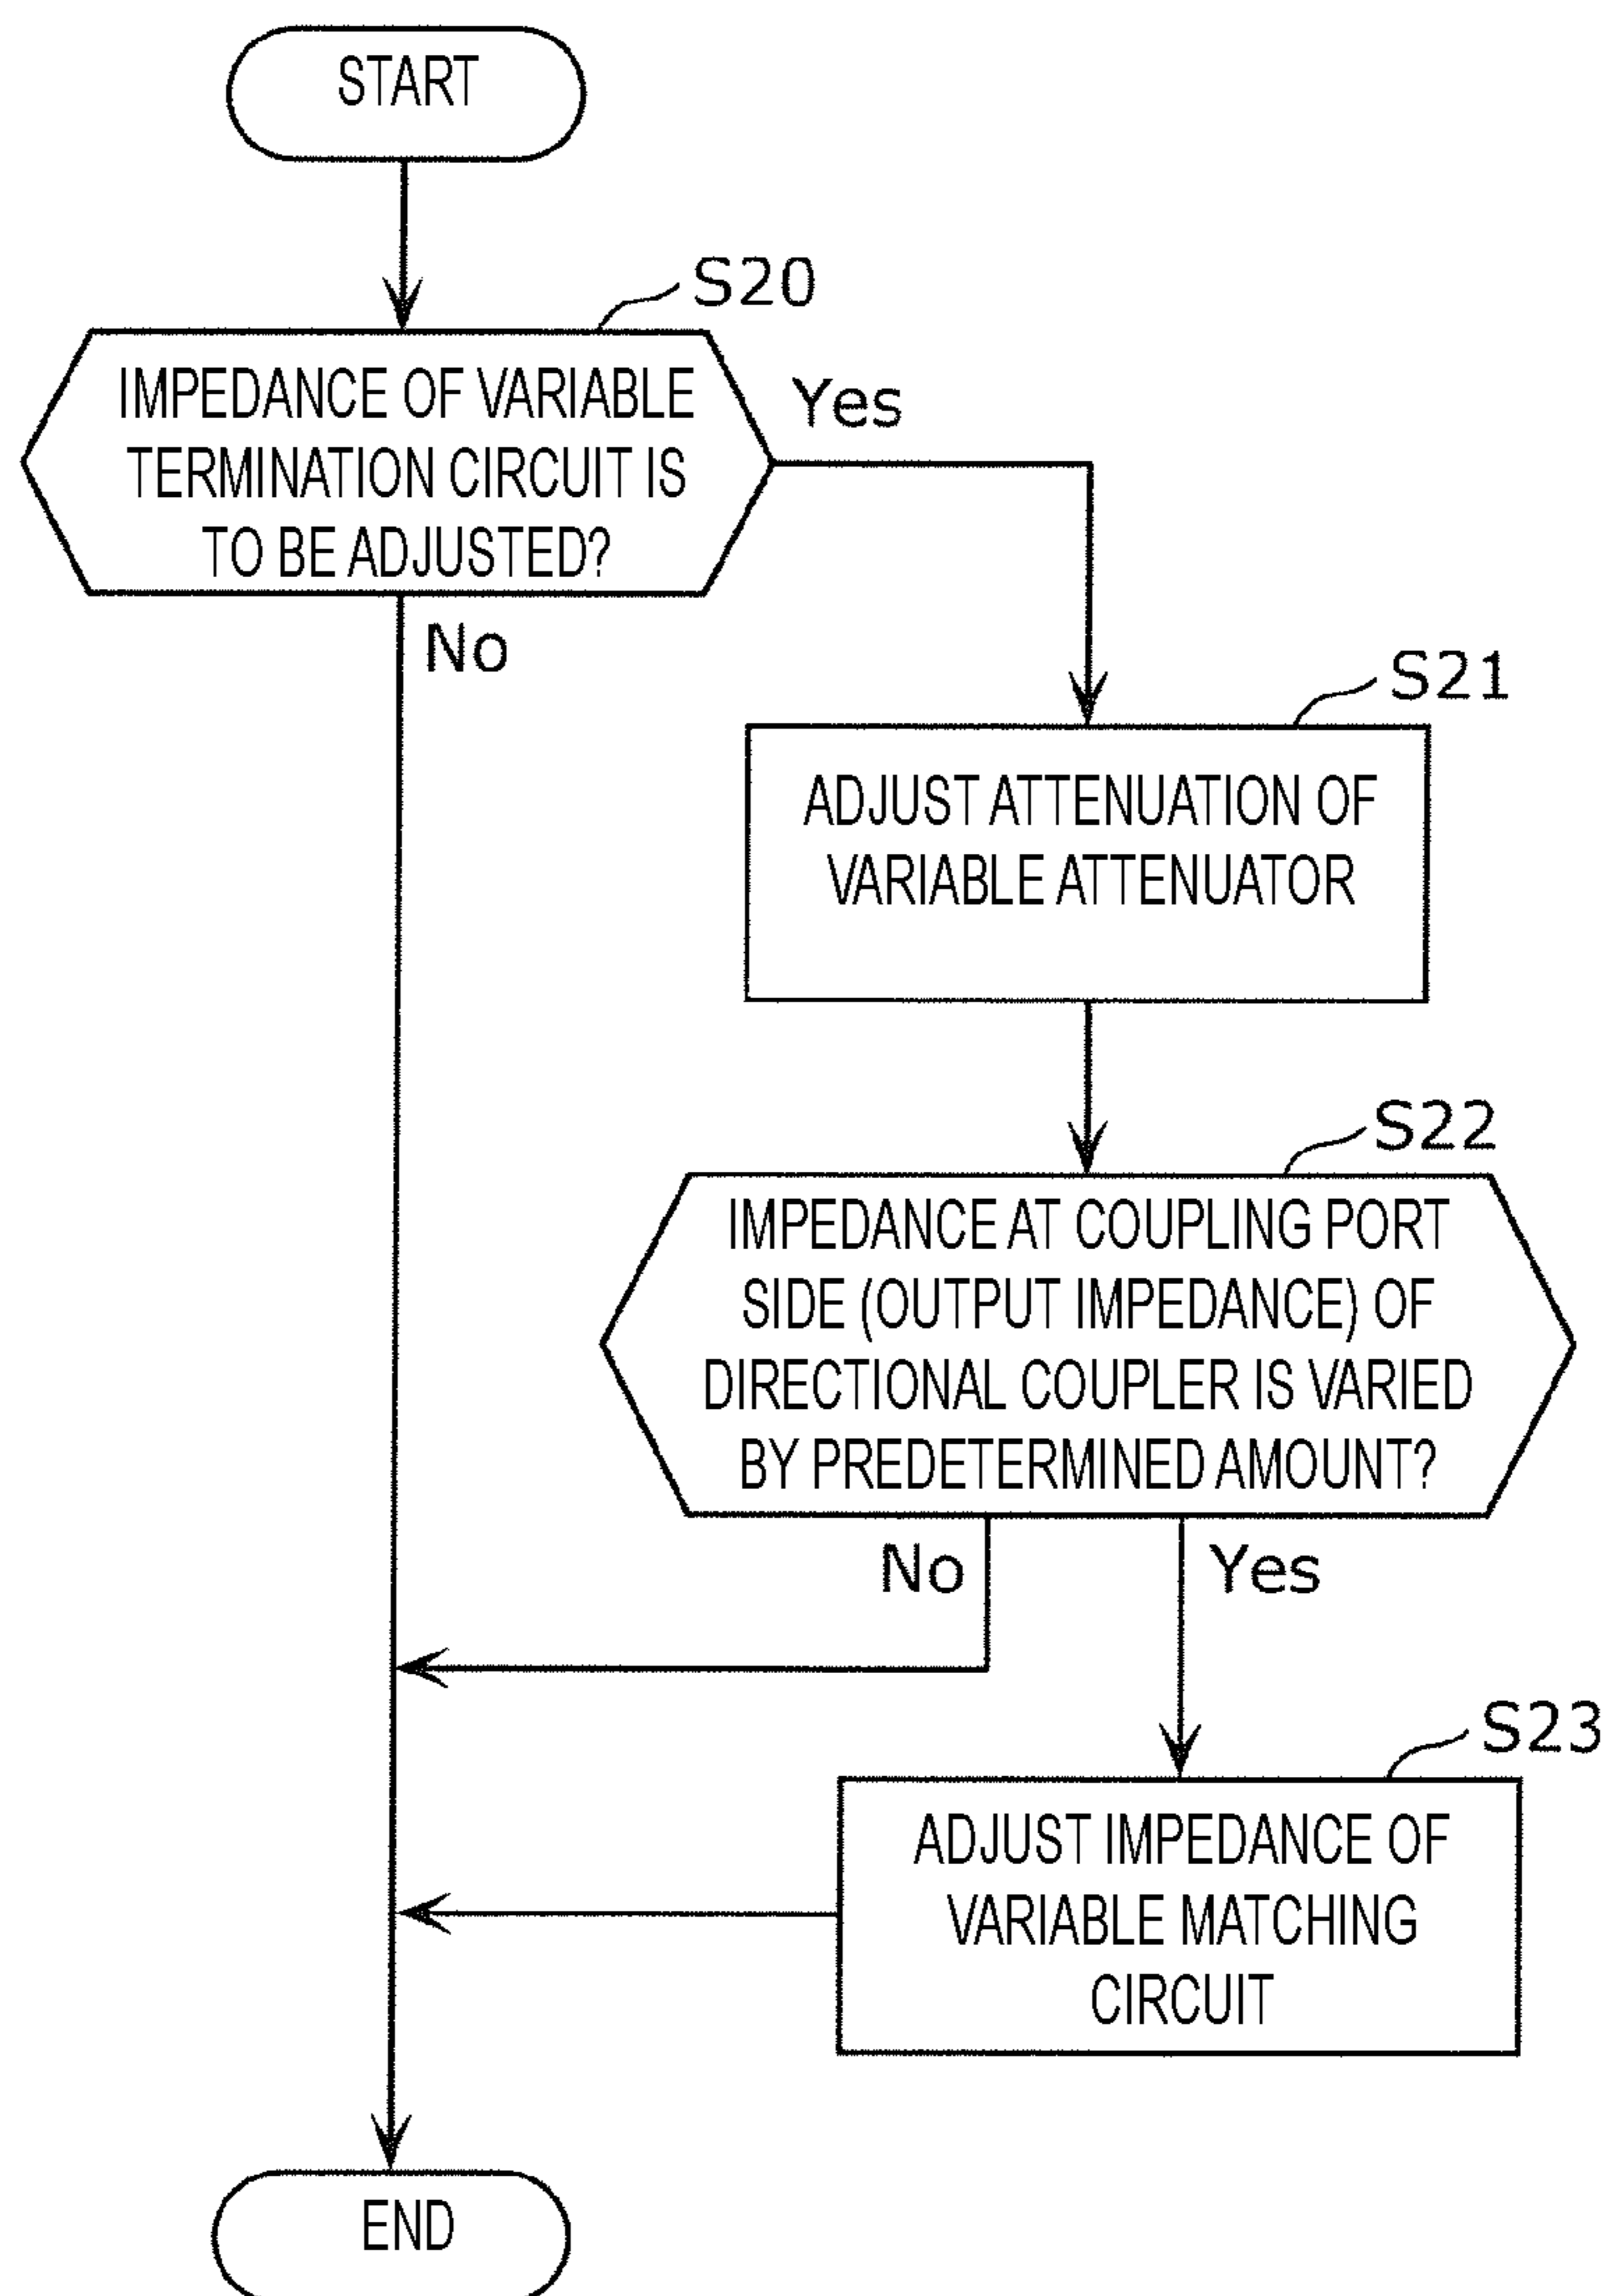 START
S20
IMPEDANCE OF VARIABLE
TERMINATION CIRCUIT IS
TO BE ADJUSTED?
Yes
No
S21
ADJUST ATTENUATION OF
VARIABLE ATTENUATOR
S22
IMPEDANCE AT COUPLING PORT
SIDE (OUTPUT IMPEDANCE) OF
DIRECTIONAL COUPLER IS VARIED
BY PREDETERMINED AMOUNT?
No
Yes
S23
ADJUST IMPEDANCE OF
VARIABLE MATCHING
CIRCUIT
END